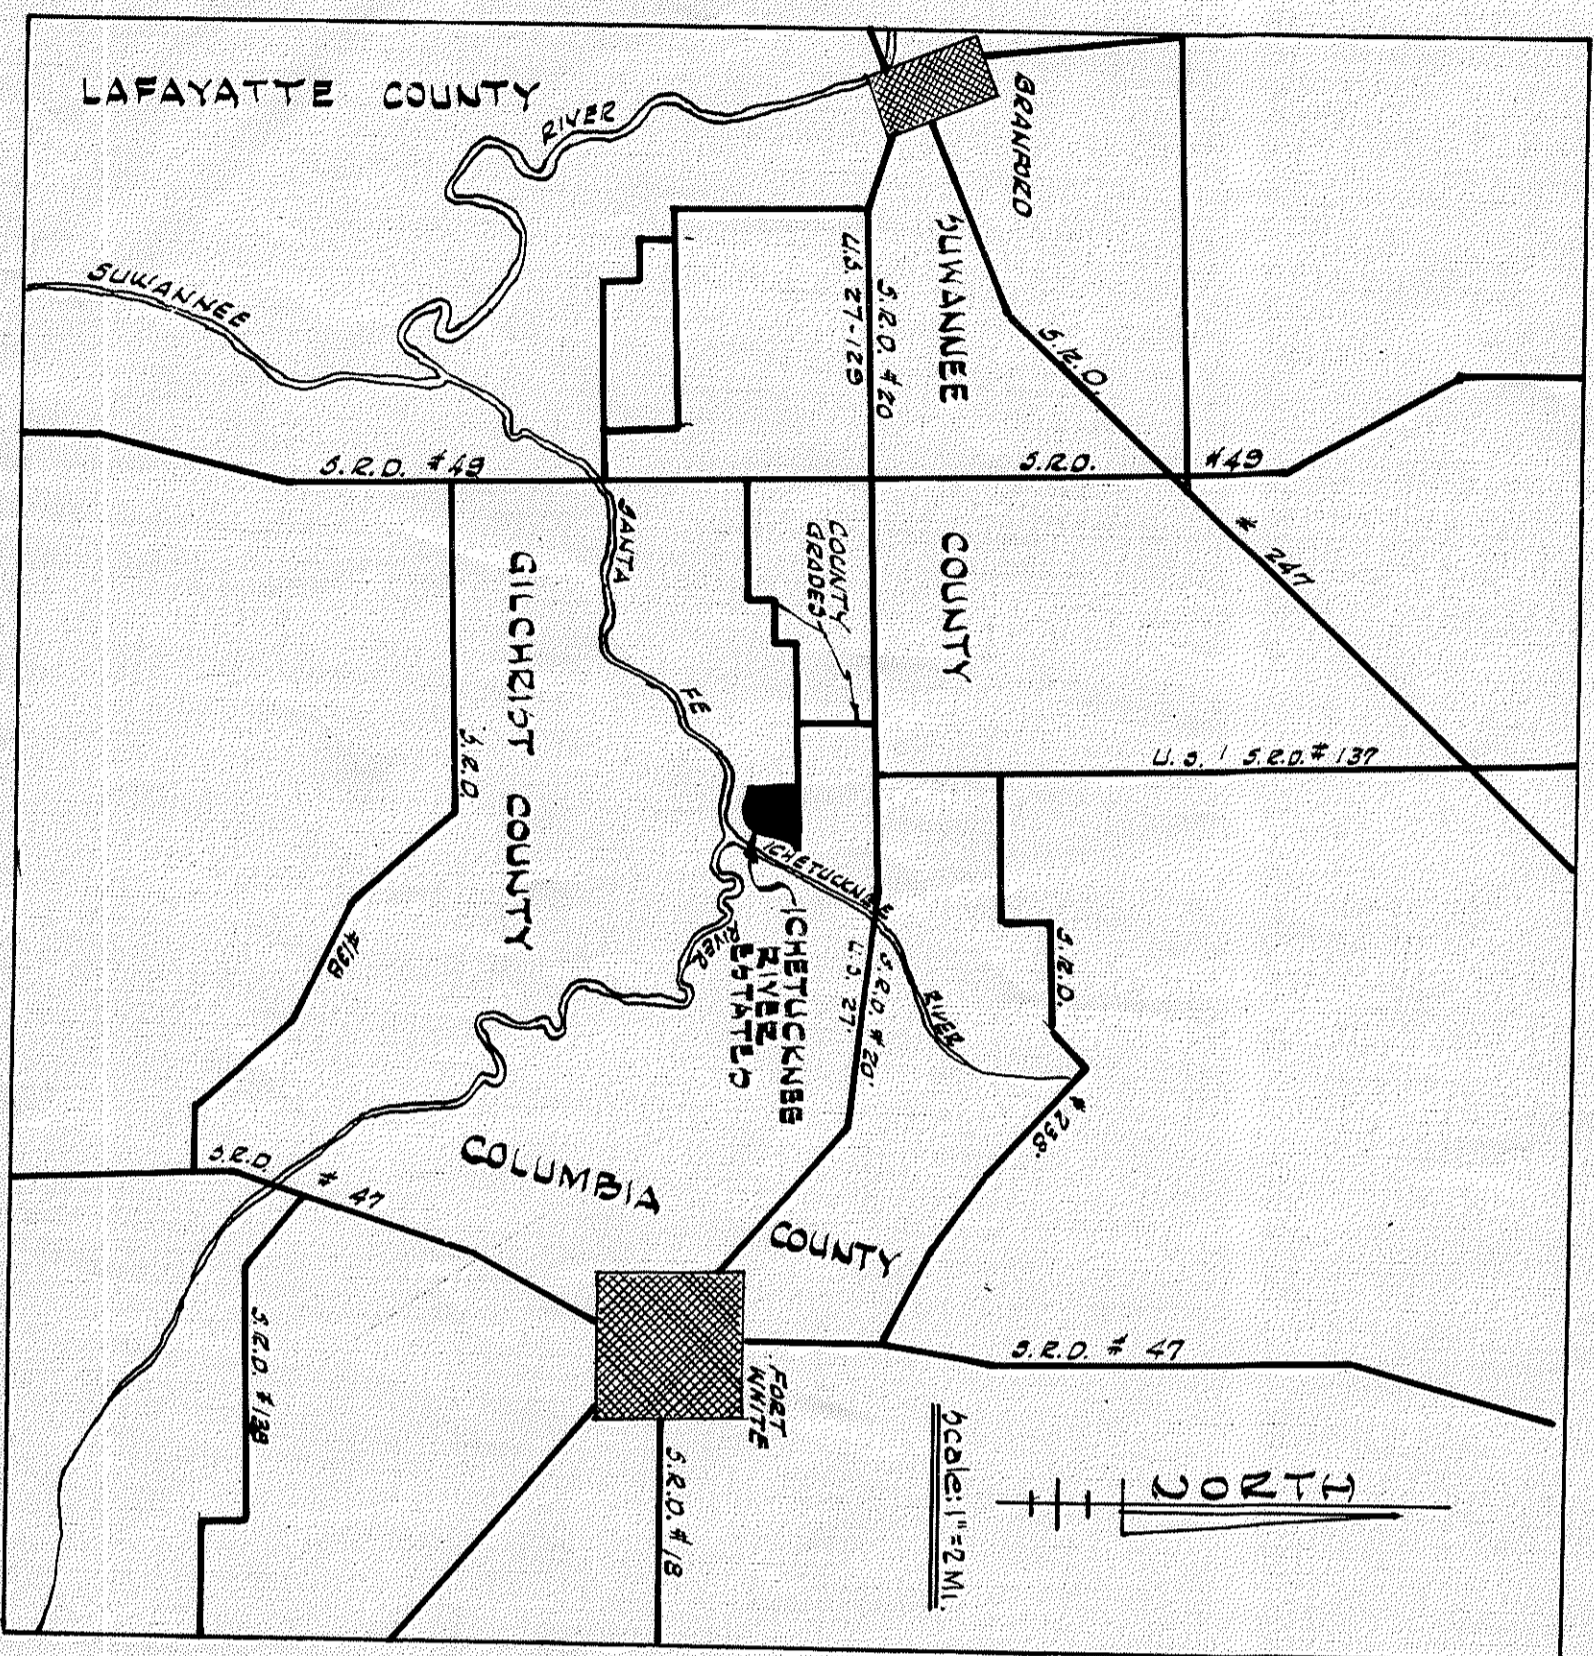 LAFAYATTE COUNTY
RIVER
BRANFORD
SUWANNEE
SUWANNEE
COUNTY
U.S. 27-129
S.R.D. #20
S.R.D.
# 247
S.R.D. #49
S.R.D. #49
SANTA
FE
RIVER
COUNTY
GRADES
GILCHRIST COUNTY
S.R.D.
#138
U.S. 1 S.R.D. # 137
ICHETUCKNEE
RIVER
ICHETUCKNEE
RIVER
ESTATES
U.S. 27
S.R.D. #20
S.R.D.
#238
COLUMBIA
COUNTY
S.R.D # 47
S.R.D. # 47
FORT
WHITE
S.R.D. #138
S.R.D. #18
Scale: 1"=2 MI.
NORTH